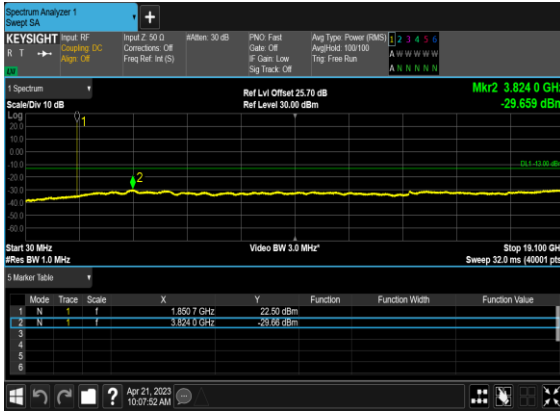 Spectrum Analyzer 1
Swept SA
+
KEYSIGHT
R T
LV
Input: RF
Coupling: DC
Align: Off
Input Z: 50 Ω
Corrections: Off
Freq Ref: Int (S)
#Atten: 30 dB
PNO: Fast
Gate: Off
IF Gain: Low
Sig Track: Off
Avg Type: Power (RMS)
Avg|Hold: 100/100
Trig: Free Run
1 2 3 4 5 6
A W W W W W
A N N N N N
1 Spectrum
Scale/Div 10 dB
Ref Lvl Offset 25.70 dB
Ref Level 30.00 dBm
Mkr2 3.824 0 GHz
-29.659 dBm
Log
20.0
10.0
0.00
-10.0
-20.0
-30.0
-40.0
-50.0
-60.0
1
2
DL1 -13.00 dBm
Start 30 MHz
#Res BW 1.0 MHz
Video BW 3.0 MHz*
Stop 19.100 GH
Sweep 32.0 ms (40001 pts
5 Marker Table
Mode Trace Scale X Y Function Function Width Function Value
1 N 1 f 1.850 7 GHz 22.50 dBm
2 N 1 f 3.824 0 GHz -29.66 dBm
3
4
5
6
?
Apr 21, 2023
10:07:52 AM